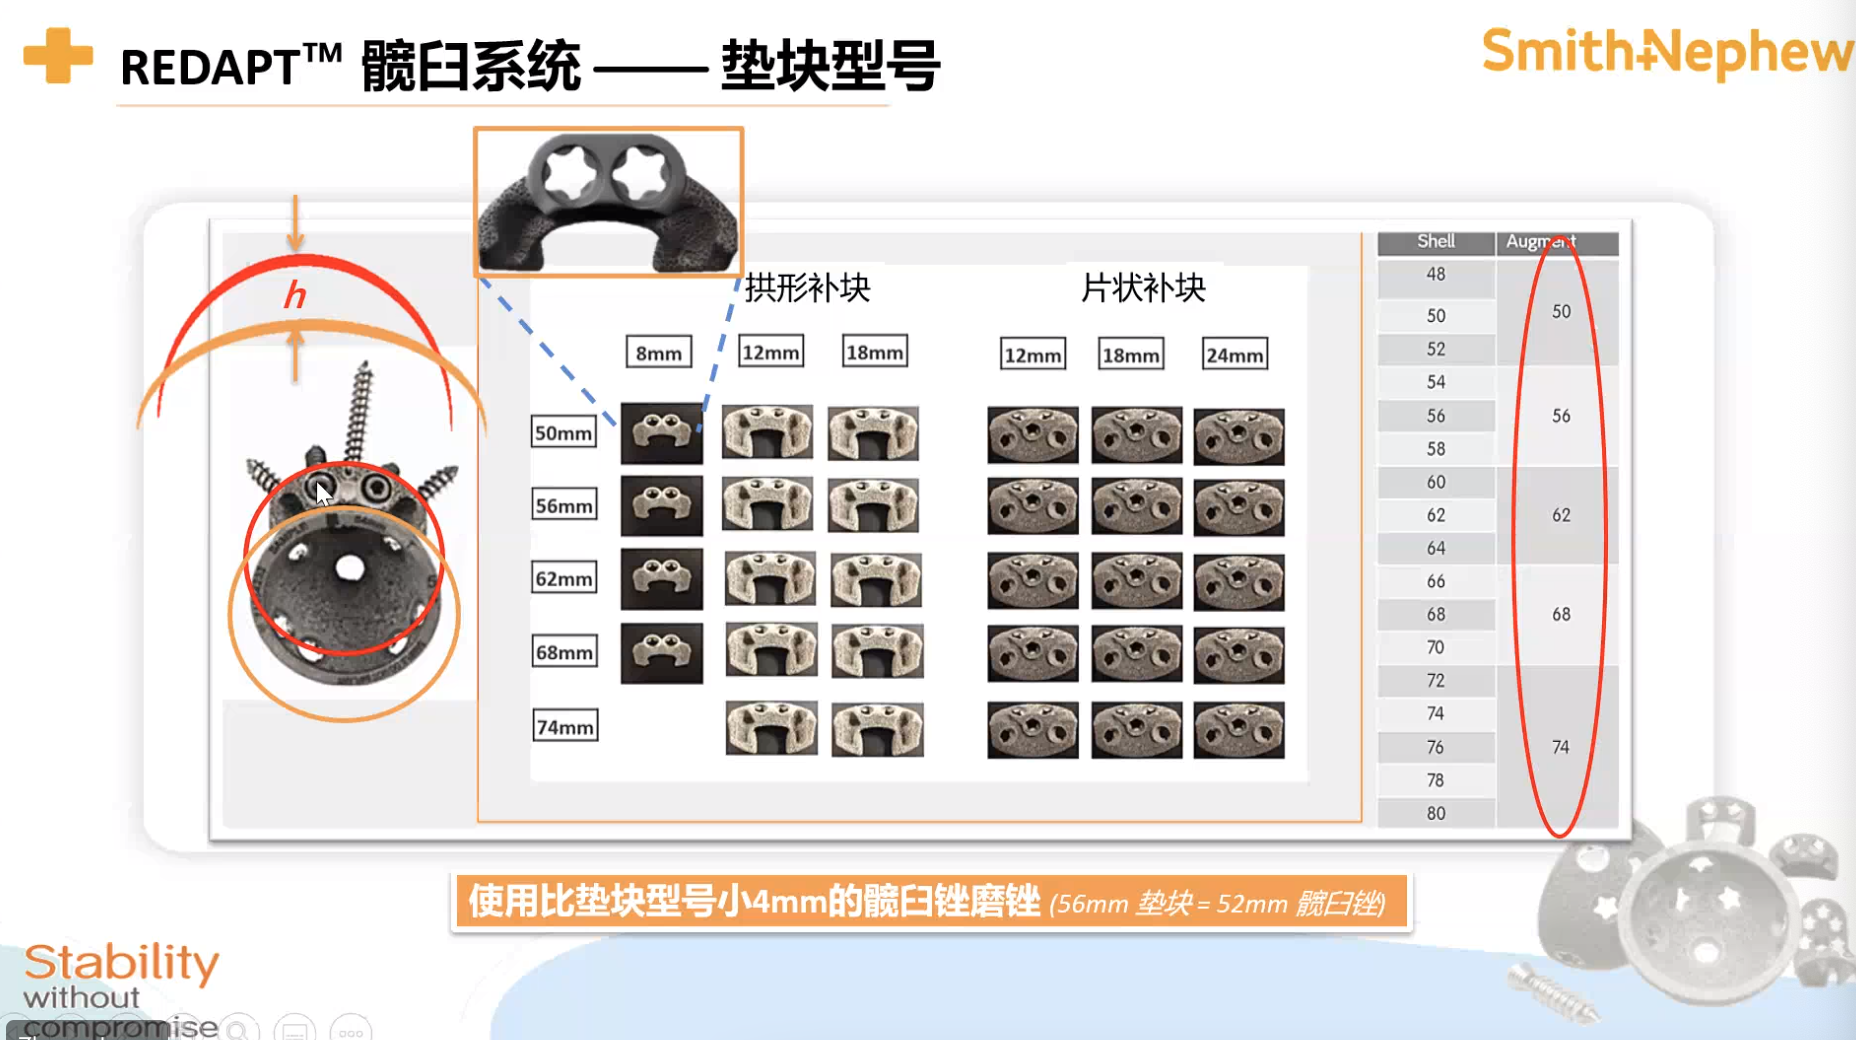 REDAPT™ 髋臼系统 —— 垫块型号
Smith+Nephew
h
拱形补块
片状补块
8mm
12mm
18mm
12mm
18mm
24mm
50mm
56mm
62mm
68mm
74mm
Shell
Augment
48
50
52
50
54
56
58
56
60
62
64
62
66
68
70
68
72
74
76
78
80
74
使用比垫块型号小4mm的髋臼锉磨锉 (56mm 垫块 = 52mm 髋臼锉)
Stability
without
compromise